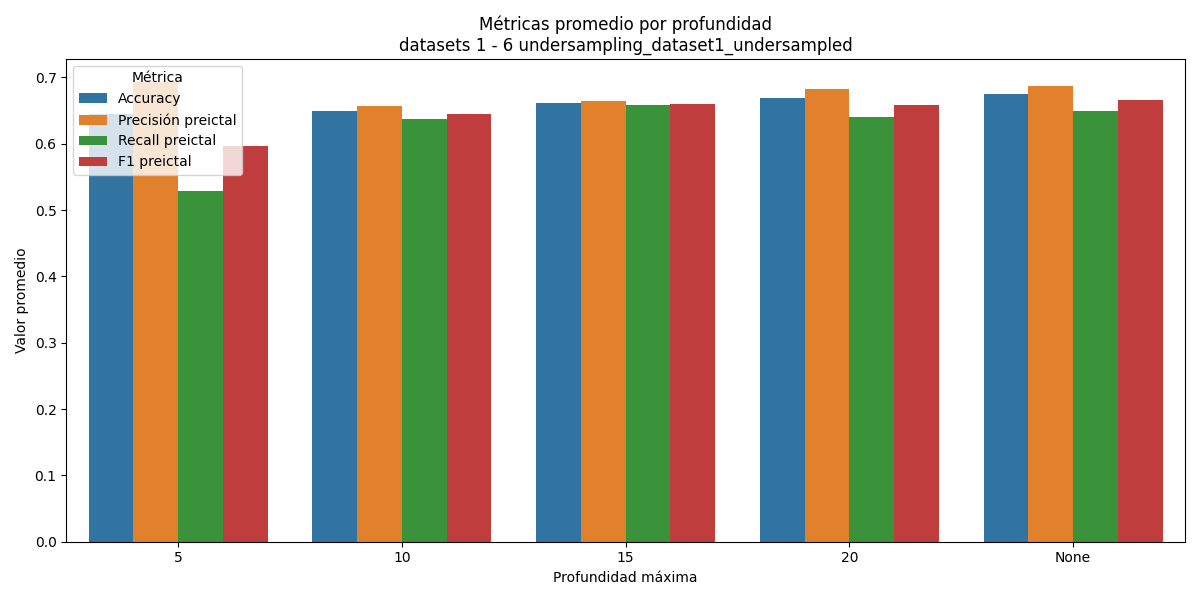 Métricas promedio por profundidad
datasets 1 - 6 undersampling_dataset1_undersampled
Métrica
Accuracy
Precisión preictal
Recall preictal
F1 preictal
Valor promedio
0.7
0.6
0.5
0.4
0.3
0.2
0.1
0.0
5
10
15
20
None
Profundidad máxima